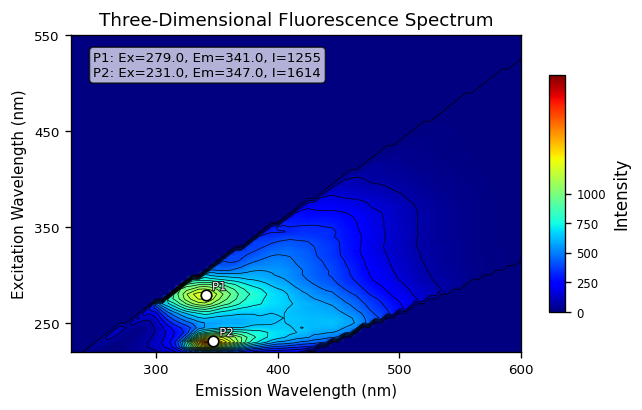 Three-Dimensional Fluorescence Spectrum
P1: Ex=279.0, Em=341.0, I=1255
P2: Ex=231.0, Em=347.0, I=1614
550
450
350
250
Excitation Wavelength (nm)
P1
P2
300
400
500
600
Emission Wavelength (nm)
1000
750
500
250
0
Intensity